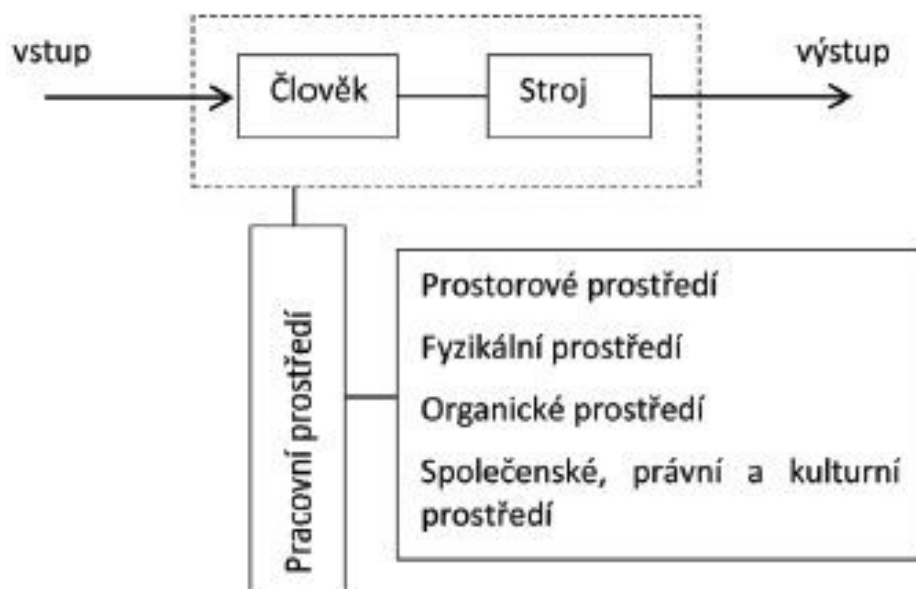 vstup
výstup
Člověk
Stroj
Pracovní prostředí
Prostorové prostředí
Fyzikální prostředí
Organické prostředí
Společenské, právní a kulturní
prostředí